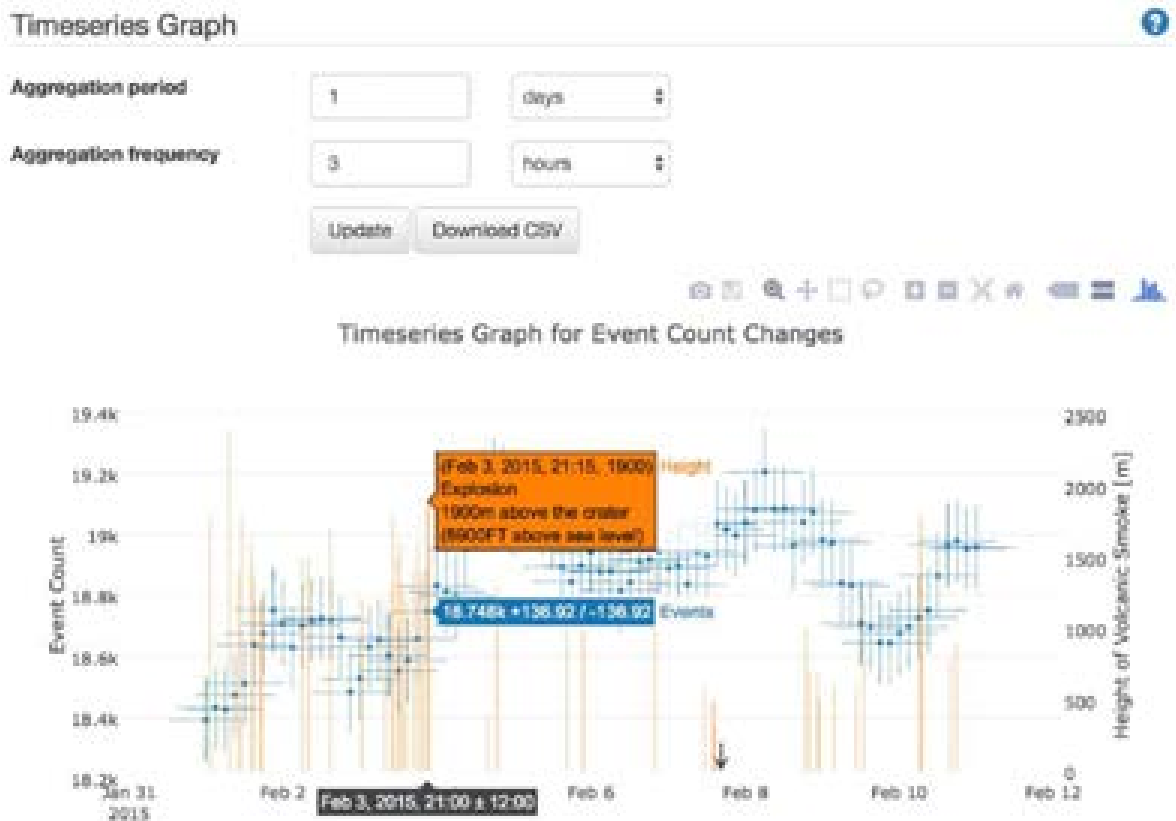 Timeseries Graph
?
Aggregation period
1
days
Aggregation frequency
3
hours
Update
Download CSV
Timeseries Graph for Event Count Changes
19.4k
19.2k
19k
18.8k
18.6k
18.4k
18.2k
Event Count
2500
2000
1500
1000
500
0
Height of Volcanic Smoke [m]
(Feb 3, 2015, 21:15, 1900) Height
Explosion
1900m above the crater
(8900FT above sea level)
18.748k +136.92 / -136.92 Events
Jan 31
2015
Feb 2
Feb 3, 2015, 21:00 ± 12:00
Feb 6
Feb 8
Feb 10
Feb 12